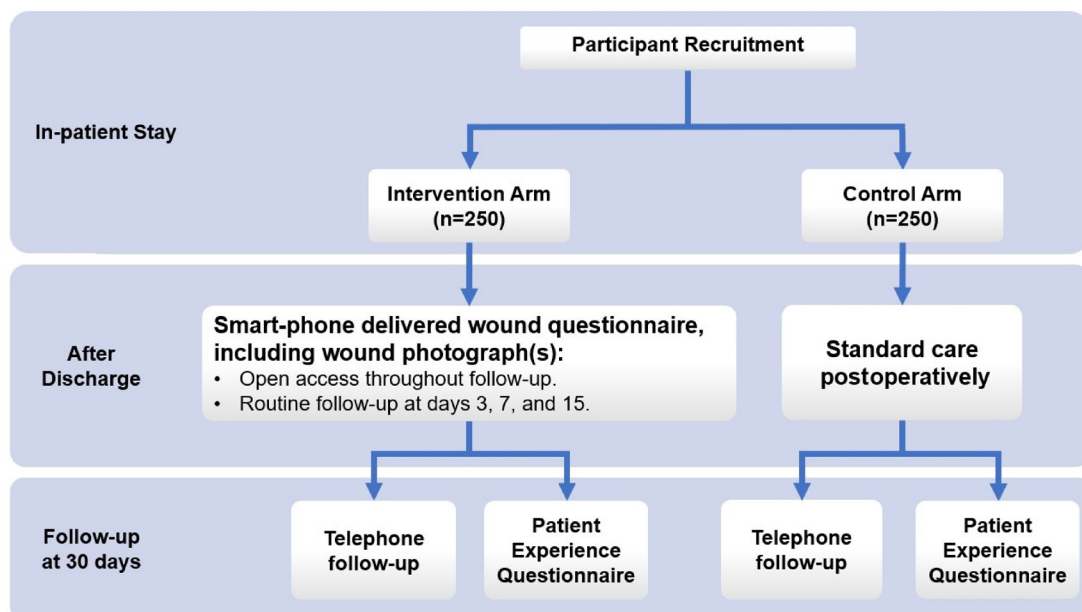 Participant Recruitment
In-patient Stay
Intervention Arm
(n=250)
Control Arm
(n=250)
After
Discharge
Smart-phone delivered wound questionnaire,
including wound photograph(s):
• Open access throughout follow-up.
• Routine follow-up at days 3, 7, and 15.
Standard care
postoperatively
Follow-up
at 30 days
Telephone
follow-up
Patient
Experience
Questionnaire
Telephone
follow-up
Patient
Experience
Questionnaire